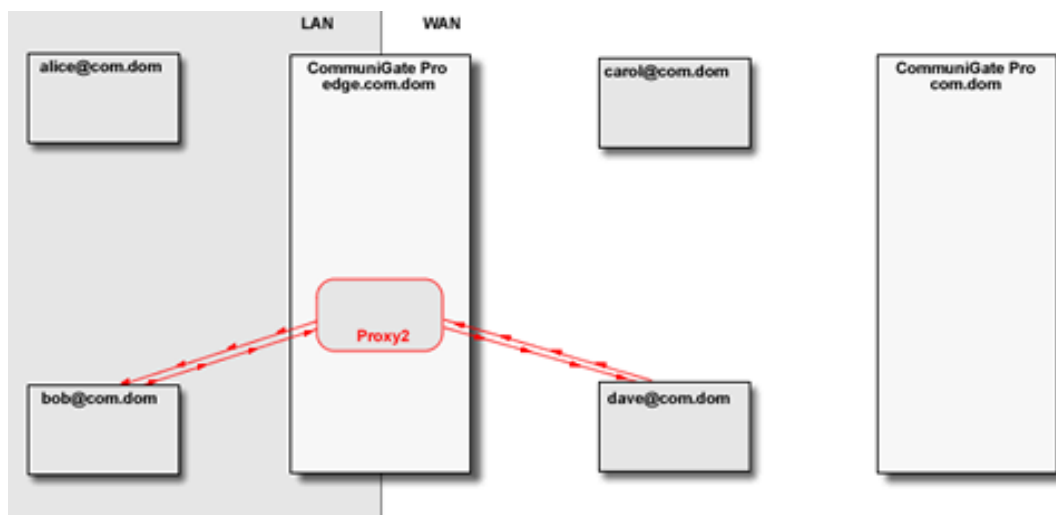 LAN
WAN
alice@com.dom
CommuniGate Pro
edge.com.dom
carol@com.dom
CommuniGate Pro
com.dom
Proxy2
bob@com.dom
dave@com.dom